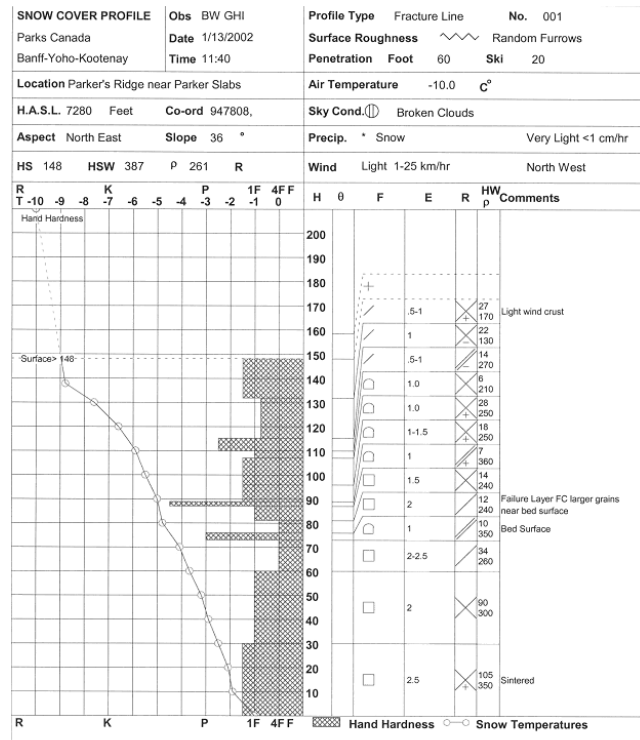 SNOW COVER PROFILE Obs BW GHI Profile Type Fracture Line No. 001
Parks Canada Date 1/13/2002 Surface Roughness Random Furrows
Banff-Yoho-Kootenay Time 11:40 Penetration Foot 60 Ski 20
Location Parker's Ridge near Parker Slabs Air Temperature -10.0 C°
H.A.S.L. 7280 Feet Co-ord 947808, Sky Cond. Broken Clouds
Aspect North East Slope 36 ° Precip. * Snow Very Light <1 cm/hr
HS 148 HSW 387 ρ 261 R Wind Light 1-25 km/hr North West
R K P 1F 4F F
T -10 -9 -8 -7 -6 -5 -4 -3 -2 -1 0 H θ F E R HW ρ Comments
Hand Hardness
200
190
180 +
170 .5-1 + 27 170 Light wind crust
160 1 - 22 130
150 .5-1 - 14 270
Surface> 148
140 1.0 6 210
130 1.0 + 28 250
120 1-1.5 + 18 250
110 1 + 7 360
100 1.5 14 240
90 2 12 240 Failure Layer FC larger grains
near bed surface
80 1 10 350 Bed Surface
70 2-2.5 34 260
60
50 2 90 300
40
30
20 2.5 + 105 350 Sintered
10
R K P 1F 4F F Hand Hardness Snow Temperatures